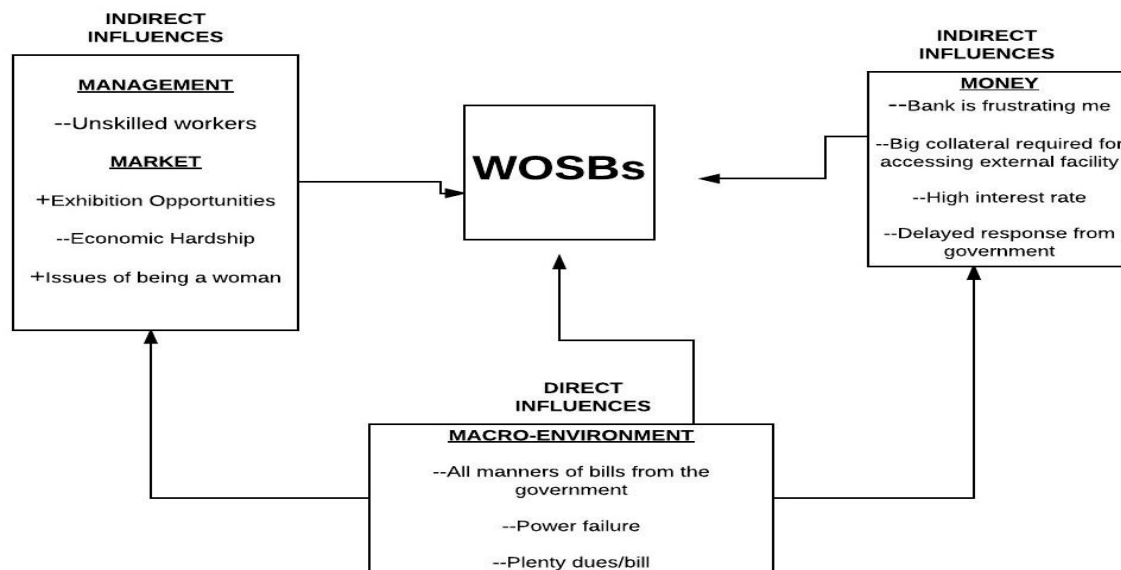 INDIRECT
INFLUENCES
MANAGEMENT
--Unskilled workers
MARKET
+Exhibition Opportunities
--Economic Hardship
+Issues of being a woman
WOSBs
INDIRECT
INFLUENCES
MONEY
--Bank is frustrating me
--Big collateral required for
accessing external facility
--High interest rate
--Delayed response from
government
DIRECT
INFLUENCES
MACRO-ENVIRONMENT
--All manners of bills from the
government
--Power failure
--Plenty dues/bill